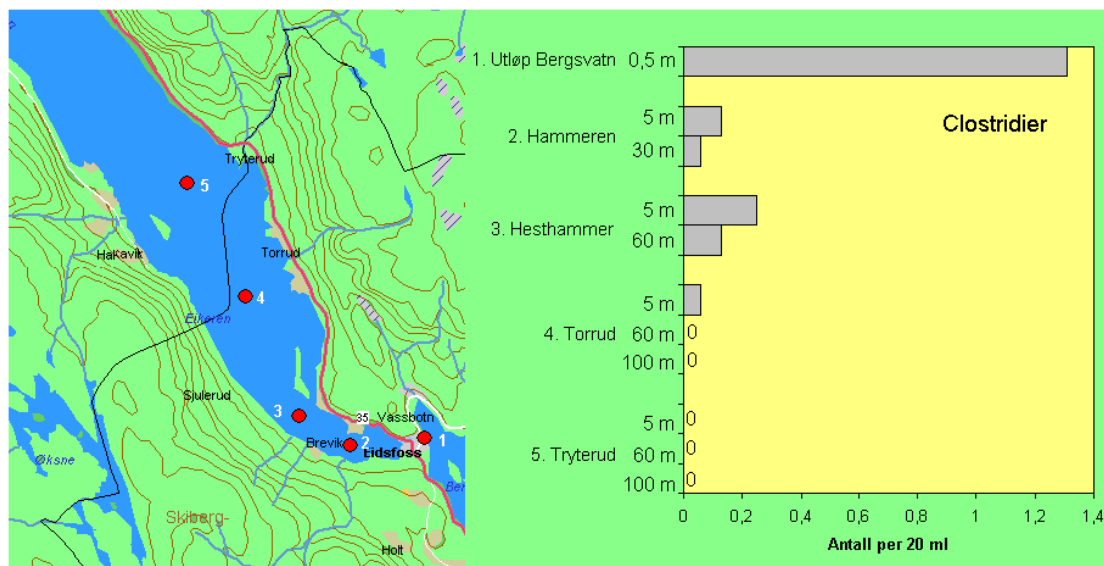 Tryterud
5
Hakavik
Torrud
4
Eikeren
Sjulerud
3
35
Vassbotn
Brevik
2
1
Eidsfoss
Øksne
Ber
Skiberg-
Holt
Clostridier
1. Utløp Bergsvatn 0,5 m
2. Hammeren
5 m
30 m
3. Hesthammer
5 m
60 m
4. Torrud
5 m
60 m 0
100 m 0
5. Tryterud
5 m 0
60 m 0
100 m 0
0 0,2 0,4 0,6 0,8 1 1,2 1,4
Antall per 20 ml